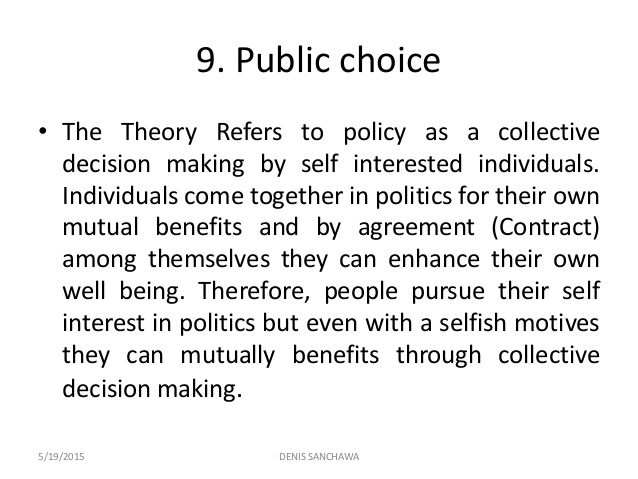 9. Public choice
• The Theory Refers to policy as a collective
decision making by self interested individuals.
Individuals come together in politics for their own
mutual benefits and by agreement (Contract)
among themselves they can enhance their own
well being. Therefore, people pursue their self
interest in politics but even with a selfish motives
they can mutually benefits through collective
decision making.
5/19/2015 DENIS SANCHAWA